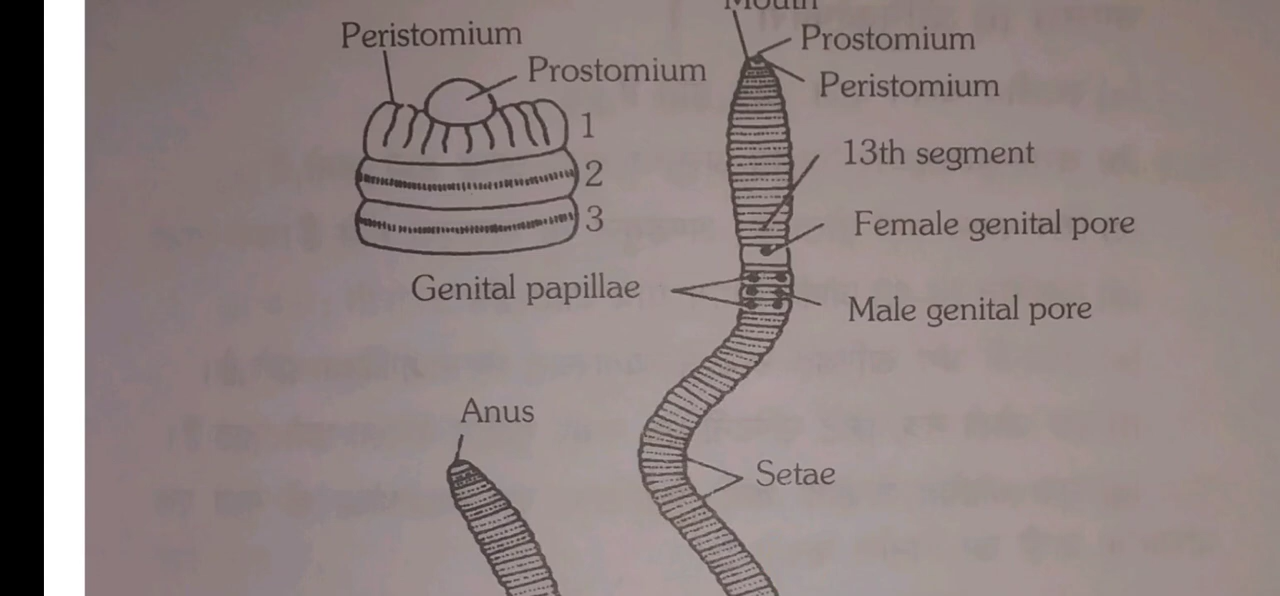 Mouth
Peristomium
Prostomium
Prostomium
Peristomium
1
2
3
13th segment
Female genital pore
Genital papillae
Male genital pore
Anus
Setae